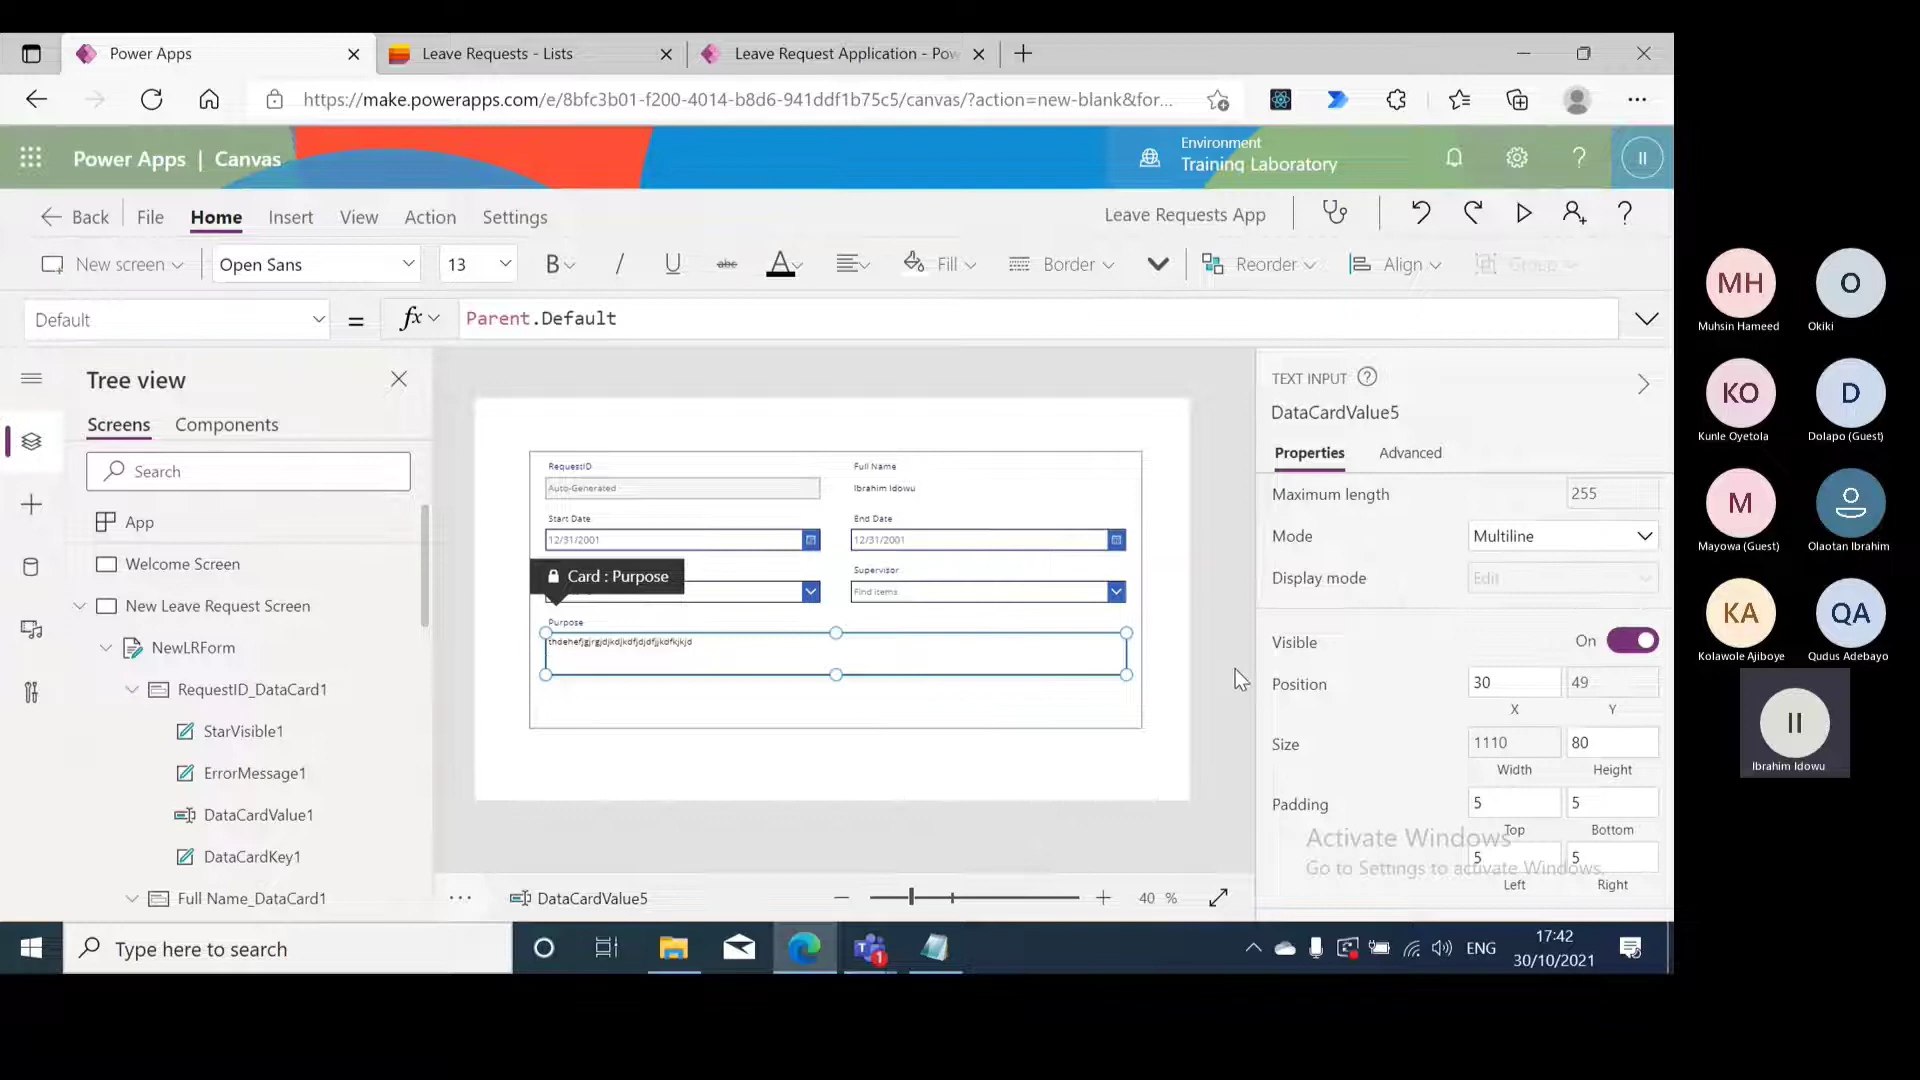 Power Apps
Leave Requests - Lists
Leave Request Application - Pow
https://make.powerapps.com/e/8bfc3b01-f200-4014-b8d6-941ddf1b75c5/canvas/?action=new-blank&for...
Power Apps | Canvas
Environment
Training Laboratory
II
Back
File
Home
Insert
View
Action
Settings
Leave Requests App
New screen
Open Sans
13
B
/
U
abc
A
Fill
Border
Reorder
Align
Group
Default
=
fx
Parent.Default
Tree view
Screens
Components
Search
App
Welcome Screen
New Leave Request Screen
NewLRForm
RequestID_DataCard1
StarVisible1
ErrorMessage1
DataCardValue1
DataCardKey1
Full Name_DataCard1
RequestID
Full Name
Auto-Generated
Ibrahim Idowu
Start Date
End Date
12/31/2001
12/31/2001
Card : Purpose
Supervisor
Find items
Purpose
DataCardValue5
40 %
TEXT INPUT
DataCardValue5
Properties
Advanced
Maximum length
255
Mode
Multiline
Display mode
Edit
Visible
On
Position
30
49
X
Y
Size
1110
80
Width
Height
Padding
5
5
Top
Bottom
5
5
Left
Right
Activate Windows
Go to Settings to activate Windows.
Type here to search
1
ENG
17:42
30/10/2021
MH
Muhsin Hameed
O
Okiki
KO
Kunle Oyetola
D
Dolapo (Guest)
M
Mayowa (Guest)
Olaotan Ibrahim
KA
Kolawole Ajiboye
QA
Qudus Adebayo
II
Ibrahim Idowu